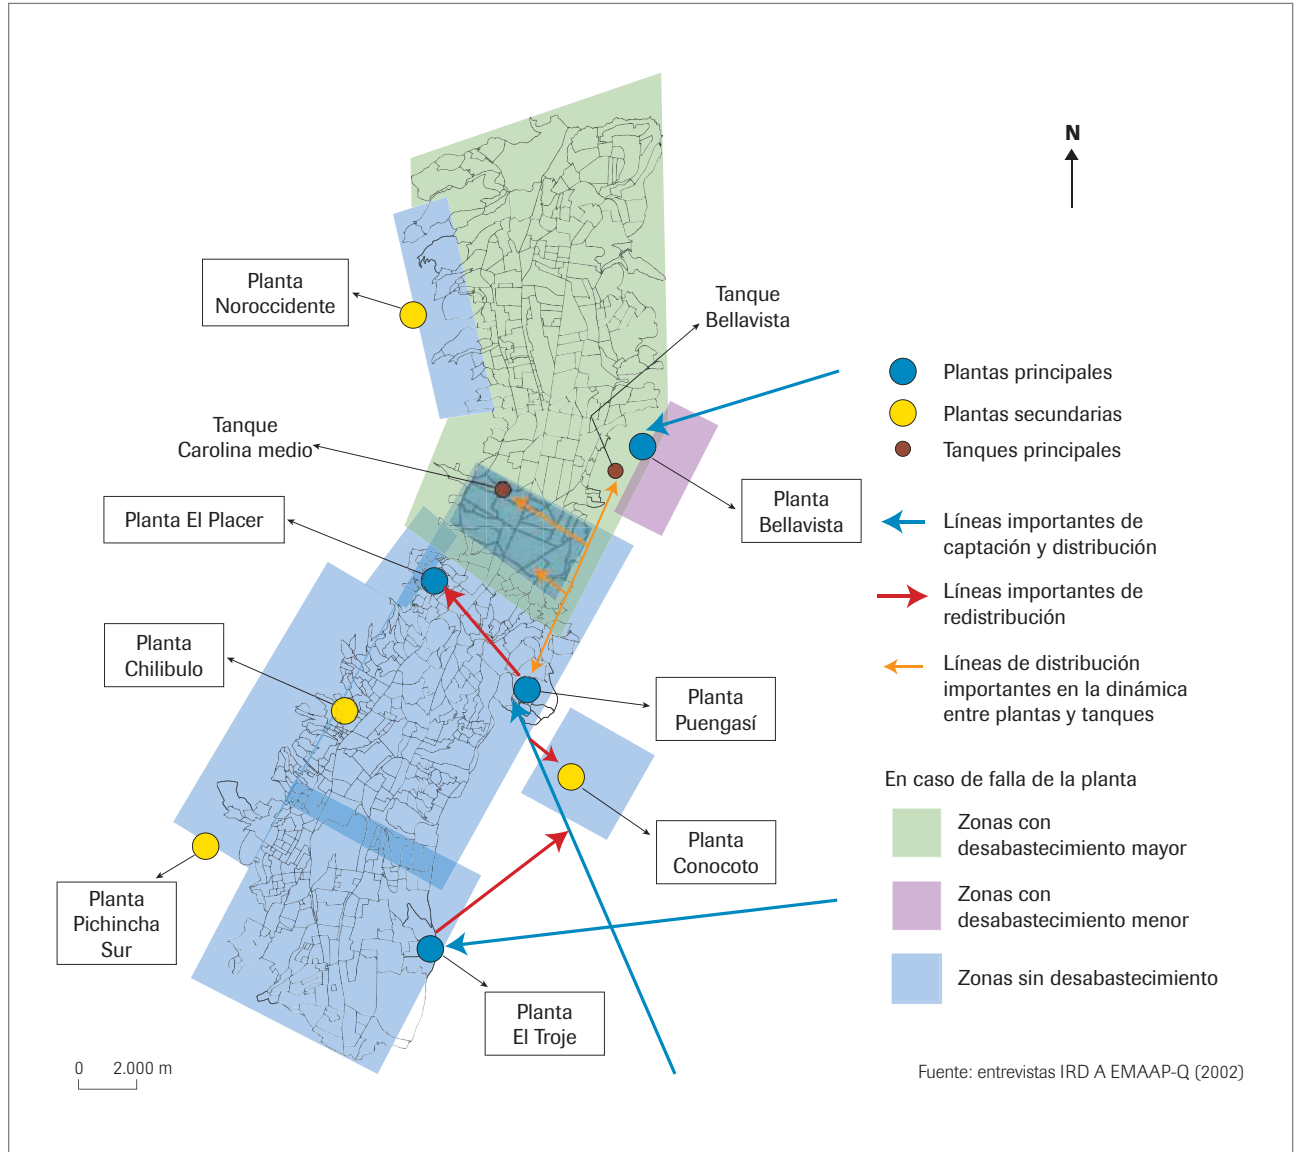 N
Planta
Noroccidente
Tanque
Bellavista
Tanque
Carolina medio
Planta El Placer
Planta
Bellavista
Planta
Chilibulo
Planta
Puengasí
Planta
Conocoto
Planta
Pichincha
Sur
Planta
El Troje
Plantas principales
Plantas secundarias
Tanques principales
Líneas importantes de
captación y distribución
Líneas importantes de
redistribución
Líneas de distribución
importantes en la dinámica
entre plantas y tanques
En caso de falla de la planta
Zonas con
desabastecimiento mayor
Zonas con
desabastecimiento menor
Zonas sin desabastecimiento
0 2.000 m
Fuente: entrevistas IRD A EMAAP-Q (2002)